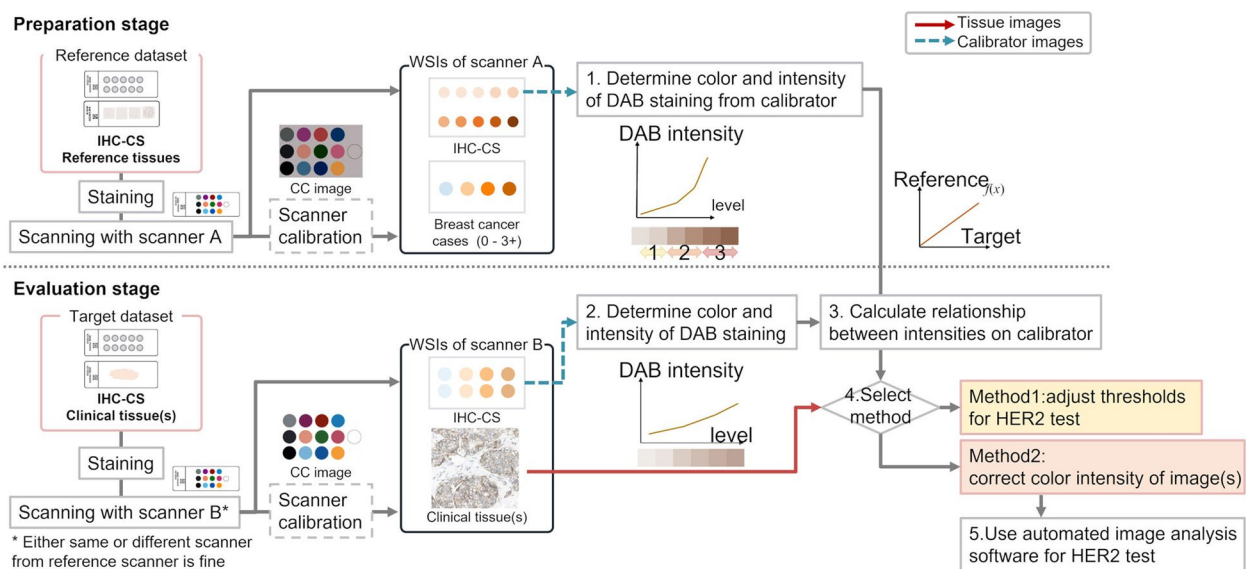 Preparation stage
Tissue images
Calibrator images
Reference dataset
IHC-CS
Reference tissues
Staining
Scanning with scanner A
CC image
Scanner
calibration
WSIs of scanner A
IHC-CS
Breast cancer
cases (0 - 3+)
1. Determine color and intensity
of DAB staining from calibrator
DAB intensity
level
1 2 3
Reference
f(x)
Target
Evaluation stage
Target dataset
IHC-CS
Clinical tissue(s)
Staining
Scanning with scanner B*
* Either same or different scanner
from reference scanner is fine
CC image
Scanner
calibration
WSIs of scanner B
IHC-CS
Clinical tissue(s)
2. Determine color and
intensity of DAB staining
DAB intensity
level
3. Calculate relationship
between intensities on calibrator
4.Select
method
Method1:adjust thresholds
for HER2 test
Method2:
correct color intensity of image(s)
5.Use automated image analysis
software for HER2 test